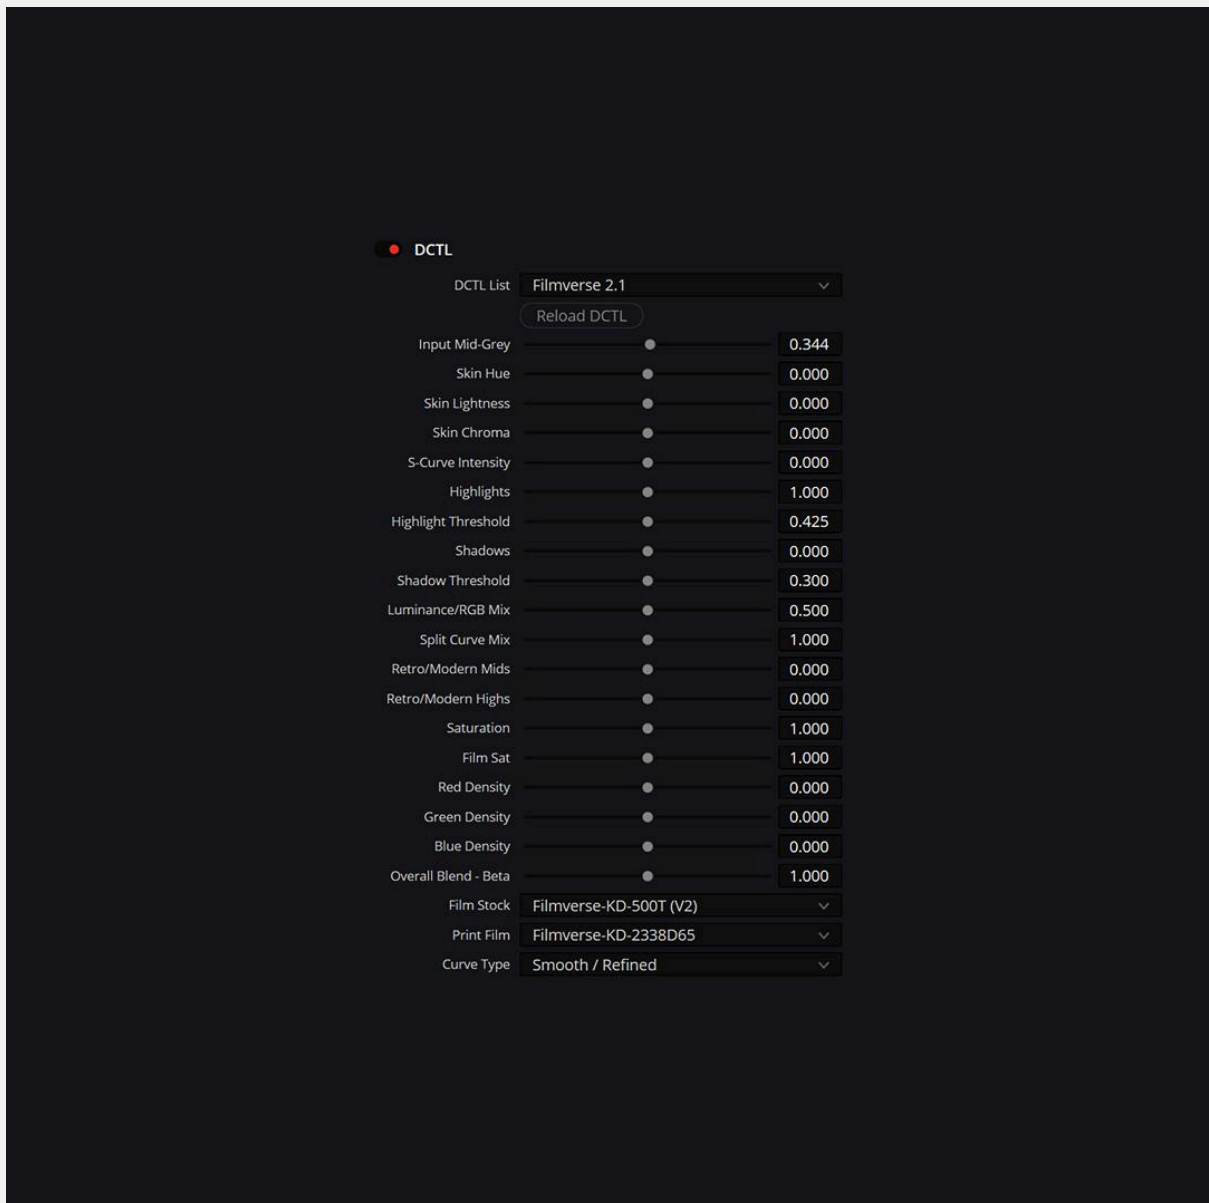 DCTL
DCTL List Filmverse 2.1
Reload DCTL
Input Mid-Grey 0.344
Skin Hue 0.000
Skin Lightness 0.000
Skin Chroma 0.000
S-Curve Intensity 0.000
Highlights 1.000
Highlight Threshold 0.425
Shadows 0.000
Shadow Threshold 0.300
Luminance/RGB Mix 0.500
Split Curve Mix 1.000
Retro/Modern Mids 0.000
Retro/Modern Highs 0.000
Saturation 1.000
Film Sat 1.000
Red Density 0.000
Green Density 0.000
Blue Density 0.000
Overall Blend - Beta 1.000
Film Stock Filmverse-KD-500T (V2)
Print Film Filmverse-KD-2338D65
Curve Type Smooth / Refined